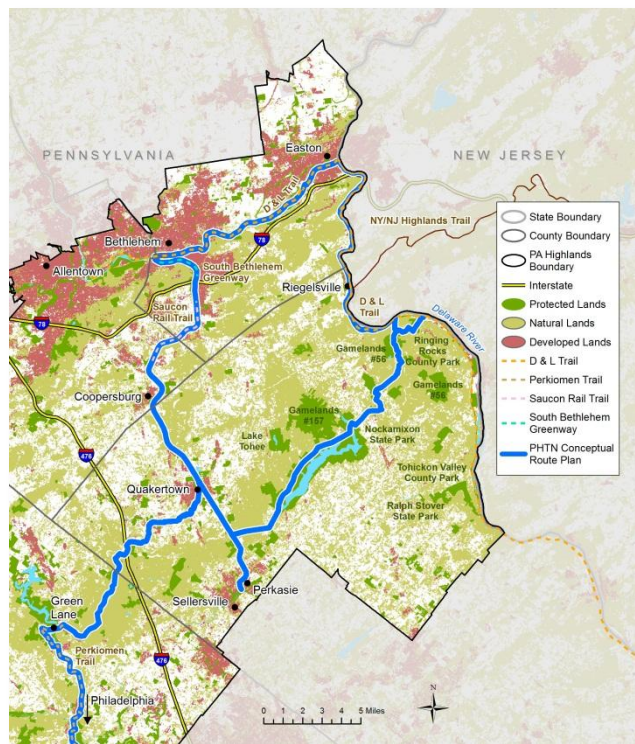 PENNSYLVANIA
NEW JERSEY
Easton
D & L Trail
NY/NJ Highlands Trail
Bethlehem
78
Allentown
South Bethlehem
Greenway
Riegelsville
Saucon
Rail Trail
D & L
Trail
78
Delaware River
Gamelands
#56
Ringing
Rocks
County Park
Gamelands
#56
Coopersburg
Gamelands
#157
Lake
Tohee
Nockamixon
State Park
476
Tohickon Valley
County Park
Quakertown
Ralph Stover
State Park
Perkasie
Sellersville
Green
Lane
Perkiomen
Trail
476
Philadelphia
State Boundary
County Boundary
PA Highlands
Boundary
Interstate
Protected Lands
Natural Lands
Developed Lands
D & L Trail
Perkiomen Trail
Saucon Rail Trail
South Bethlehem
Greenway
PHTN Conceptual
Route Plan
0 1 2 3 4 5 Miles
N